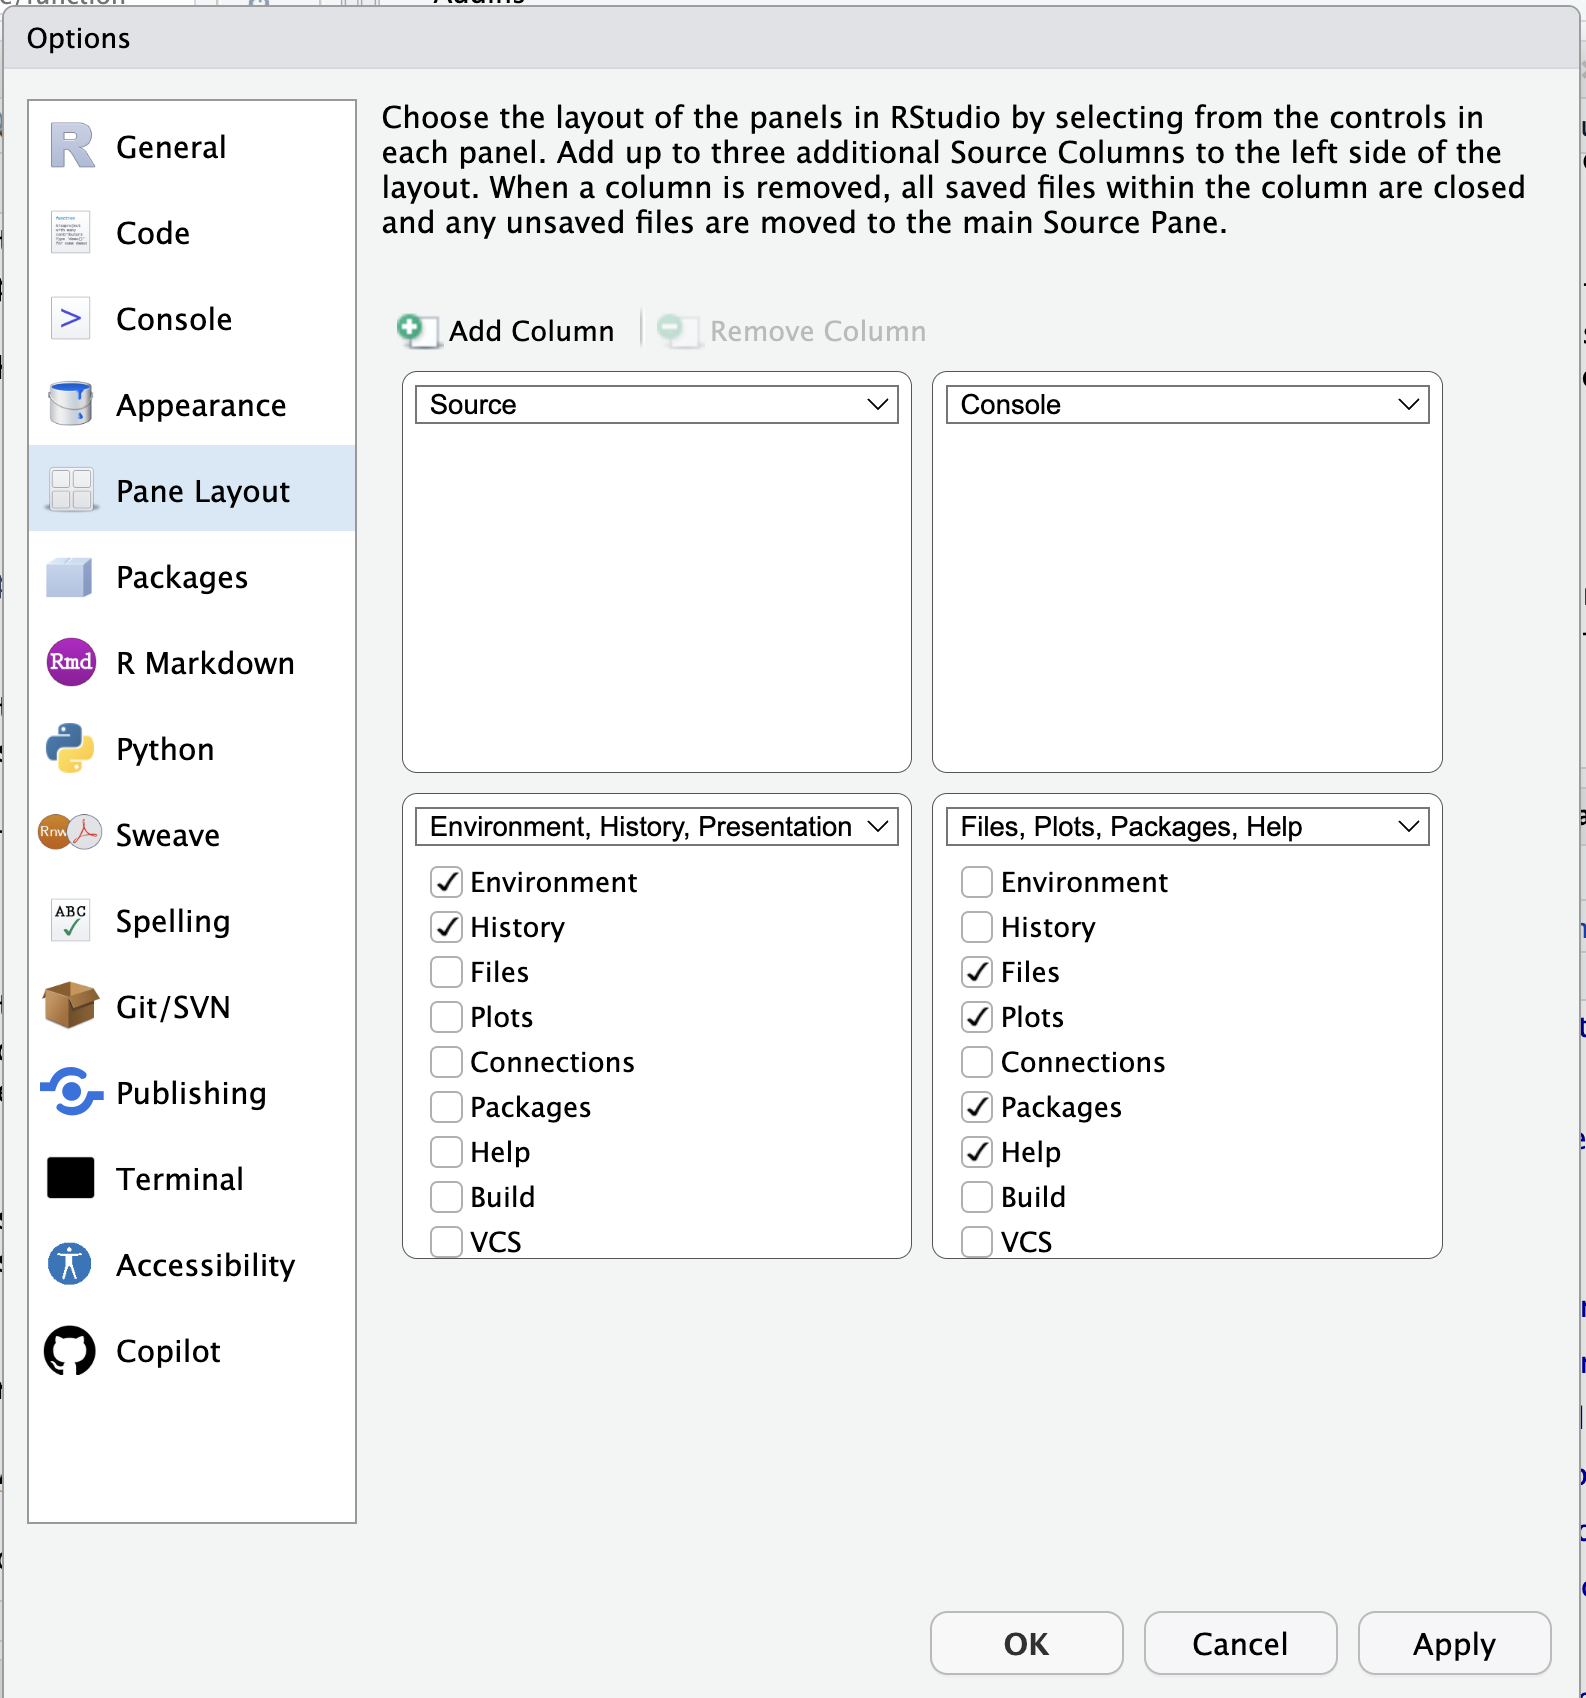 Options
General
Code
Console
Appearance
Pane Layout
Packages
Rmd R Markdown
Python
Rnw Sweave
ABC Spelling
Git/SVN
Publishing
Terminal
Accessibility
Copilot
Choose the layout of the panels in RStudio by selecting from the controls in
each panel. Add up to three additional Source Columns to the left side of the
layout. When a column is removed, all saved files within the column are closed
and any unsaved files are moved to the main Source Pane.
Add Column
Remove Column
Source
Console
Environment, History, Presentation
Environment
History
Files
Plots
Connections
Packages
Help
Build
VCS
Files, Plots, Packages, Help
Environment
History
Files
Plots
Connections
Packages
Help
Build
VCS
OK
Cancel
Apply